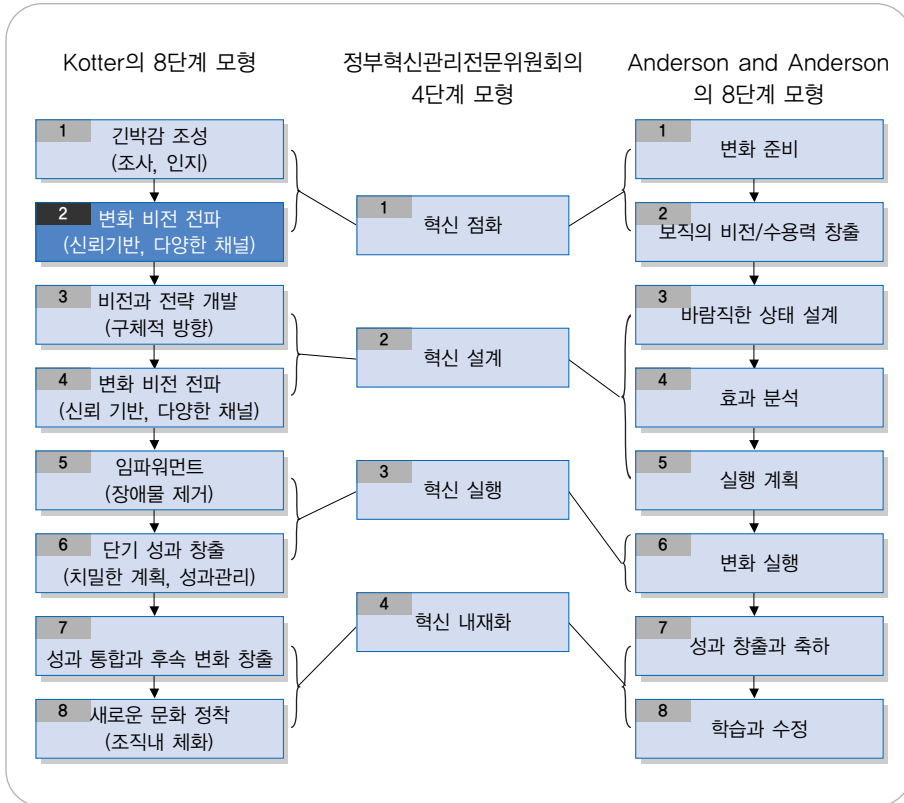 Kotter의 8단계 모형
1
긴박감 조성
(조사, 인지)
2
변화 비전 전파
(신뢰기반, 다양한 채널)
3
비전과 전략 개발
(구체적 방향)
4
변화 비전 전파
(신뢰 기반, 다양한 채널)
5
임파워먼트
(장애물 제거)
6
단기 성과 창출
(치밀한 계획, 성과관리)
7
성과 통합과 후속 변화 창출
8
새로운 문화 정착
(조직내 체화)
정부혁신관리전문위원회의
4단계 모형
1
혁신 점화
2
혁신 설계
3
혁신 실행
4
혁신 내재화
Anderson and Anderson
의 8단계 모형
1
변화 준비
2
보직의 비전/수용력 창출
3
바람직한 상태 설계
4
효과 분석
5
실행 계획
6
변화 실행
7
성과 창출과 축하
8
학습과 수정